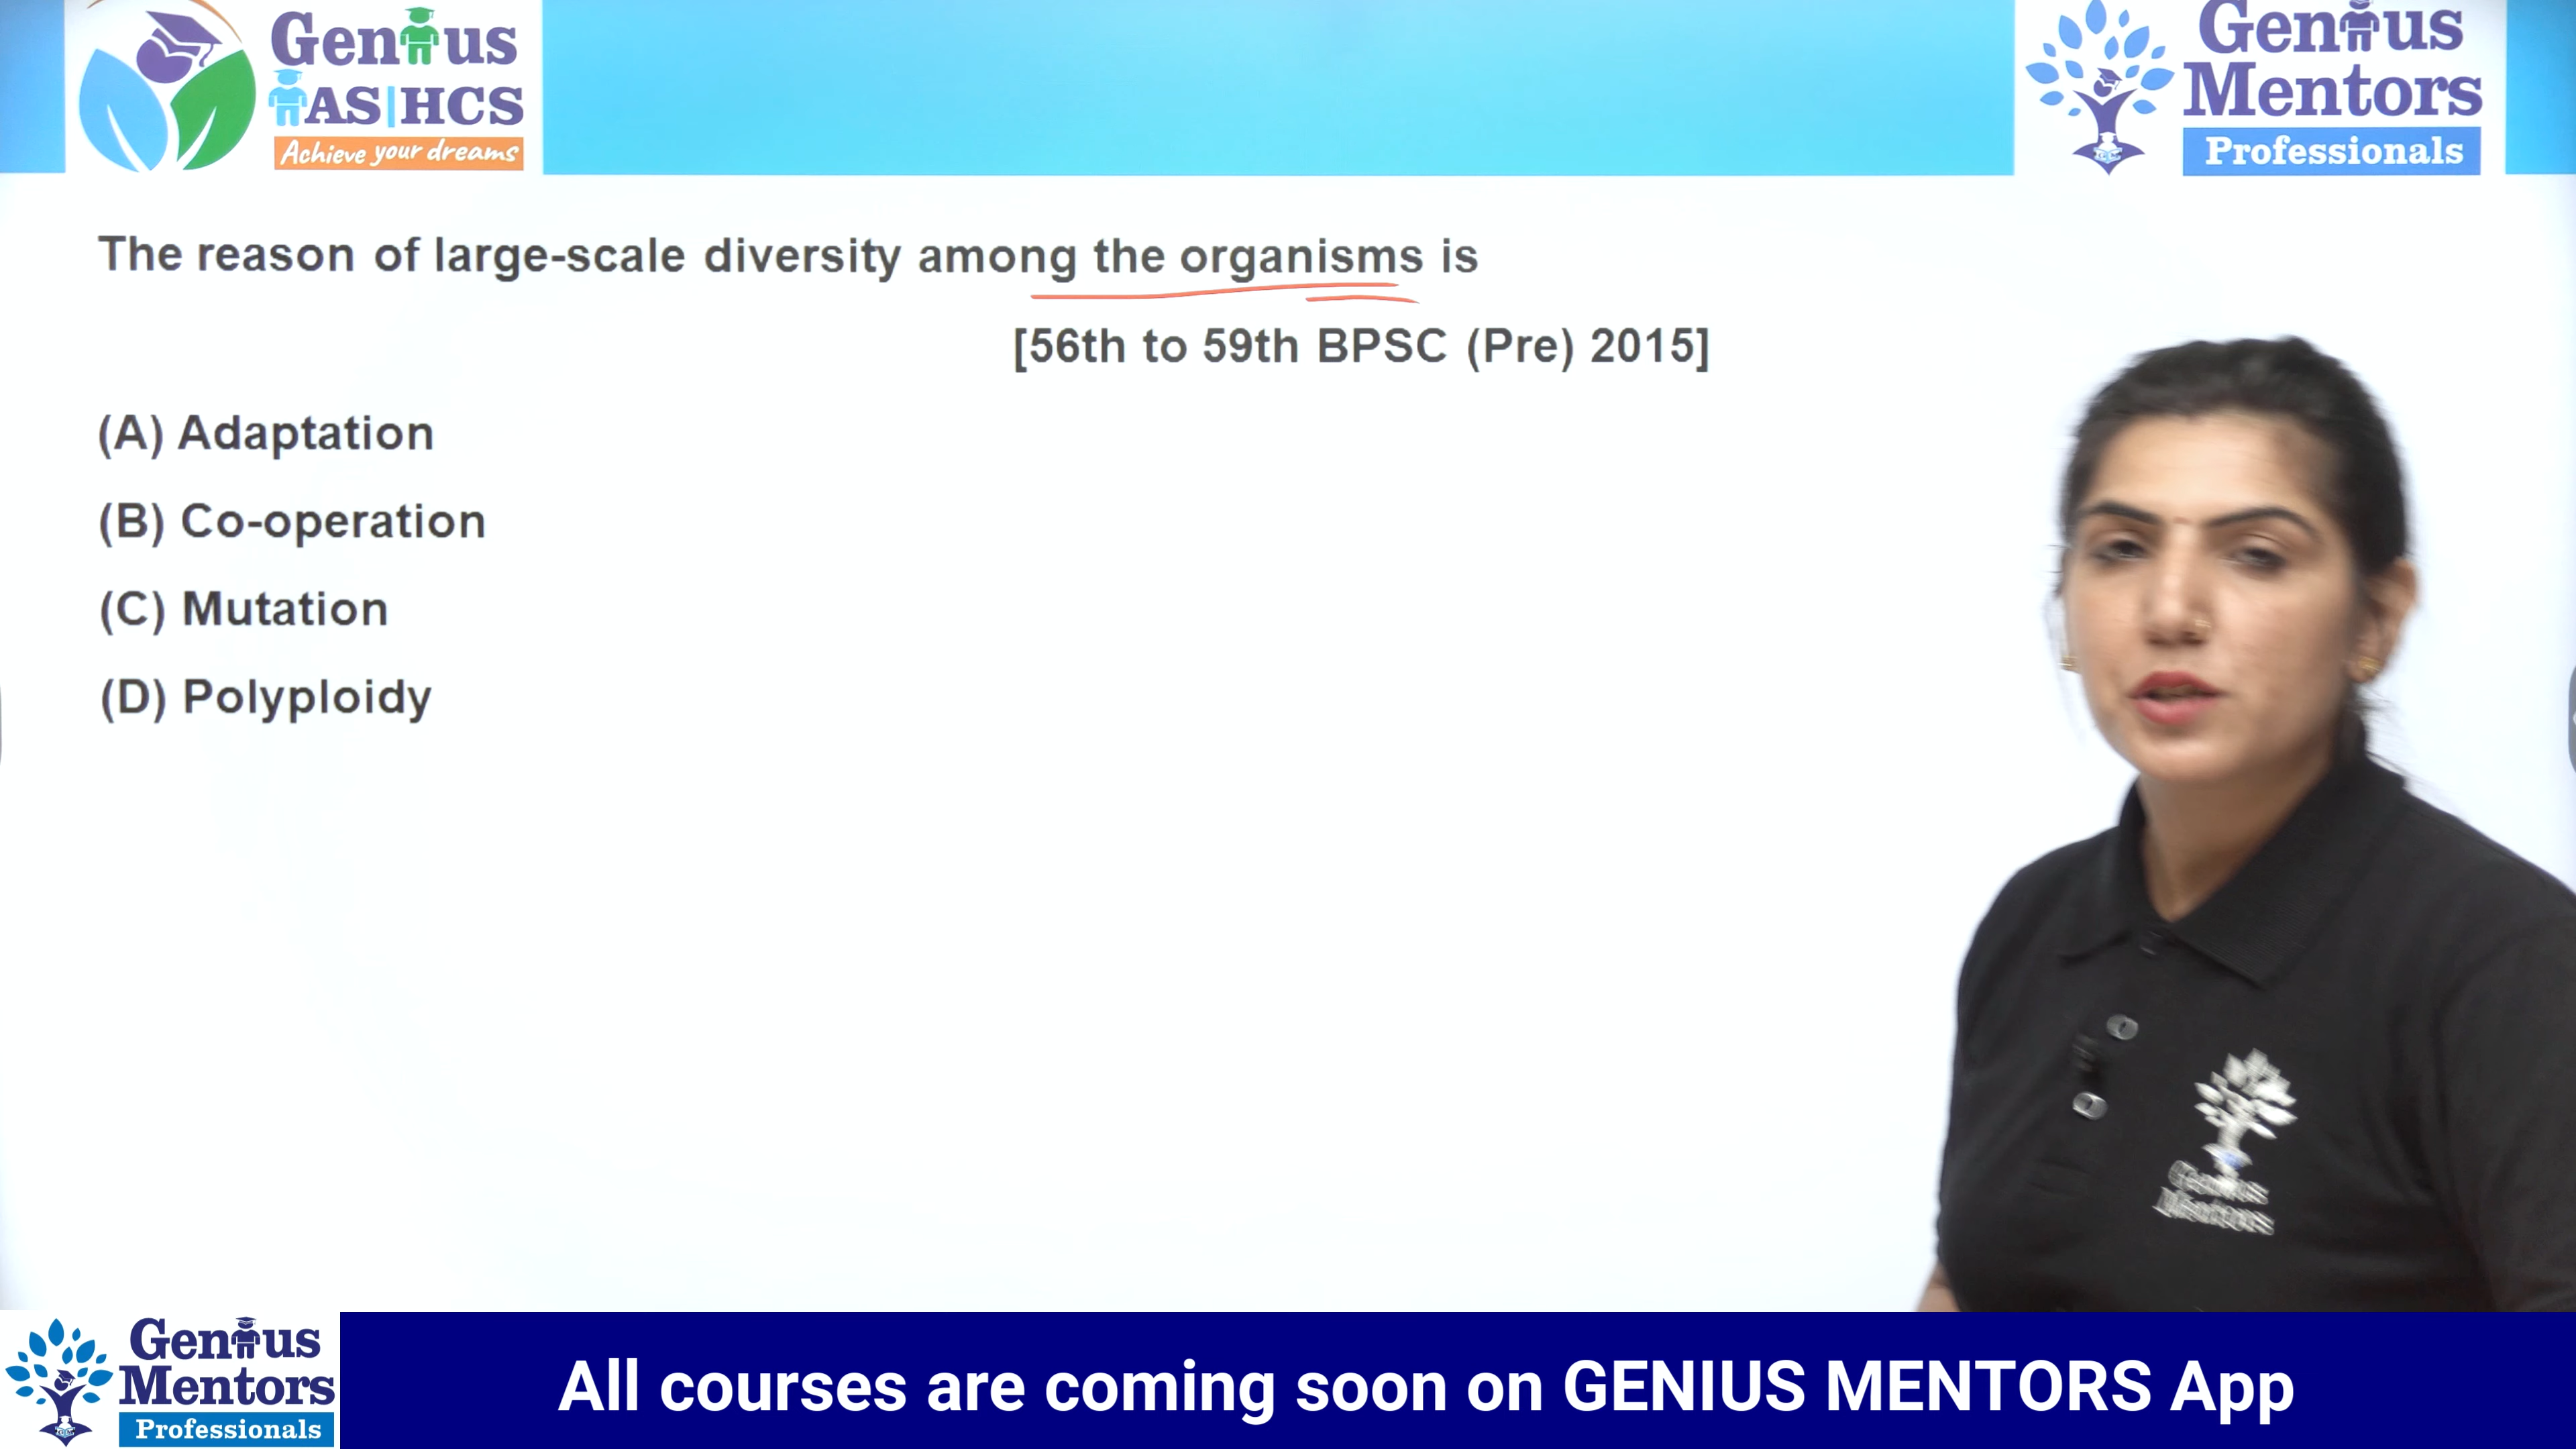 Genius
IAS|HCS
Achieve your dreams
Genius
Mentors
Professionals
The reason of large-scale diversity among the organisms is
[56th to 59th BPSC (Pre) 2015]
(A) Adaptation
(B) Co-operation
(C) Mutation
(D) Polyploidy
Genius
Mentors
Genius
Mentors
Professionals
All courses are coming soon on GENIUS MENTORS App